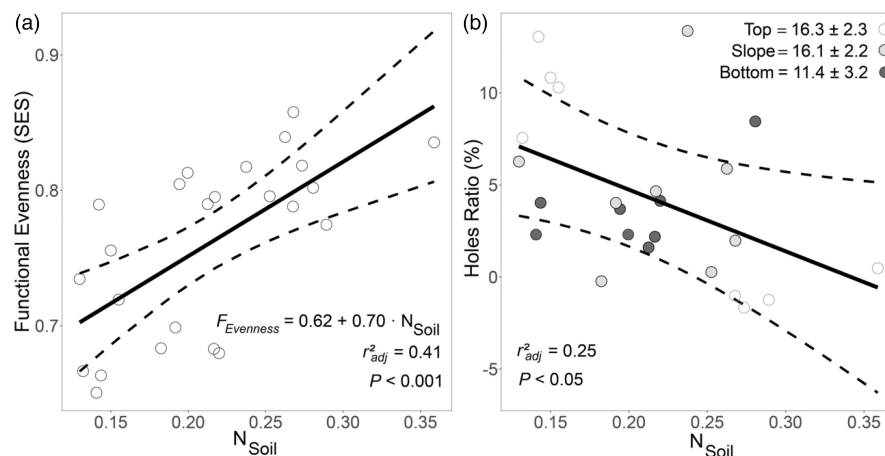 (a)
Functional Evenness (SES)
0.9
0.8
0.7
F_Evenness = 0.62 + 0.70 · N_Soil
r²_adj = 0.41
P < 0.001
0.15 0.20 0.25 0.30 0.35
N_Soil
(b)
Top = 16.3 ± 2.3
Slope = 16.1 ± 2.2
Bottom = 11.4 ± 3.2
Holes Ratio (%)
10
5
0
-5
r²_adj = 0.25
P < 0.05
0.15 0.20 0.25 0.30 0.35
N_Soil